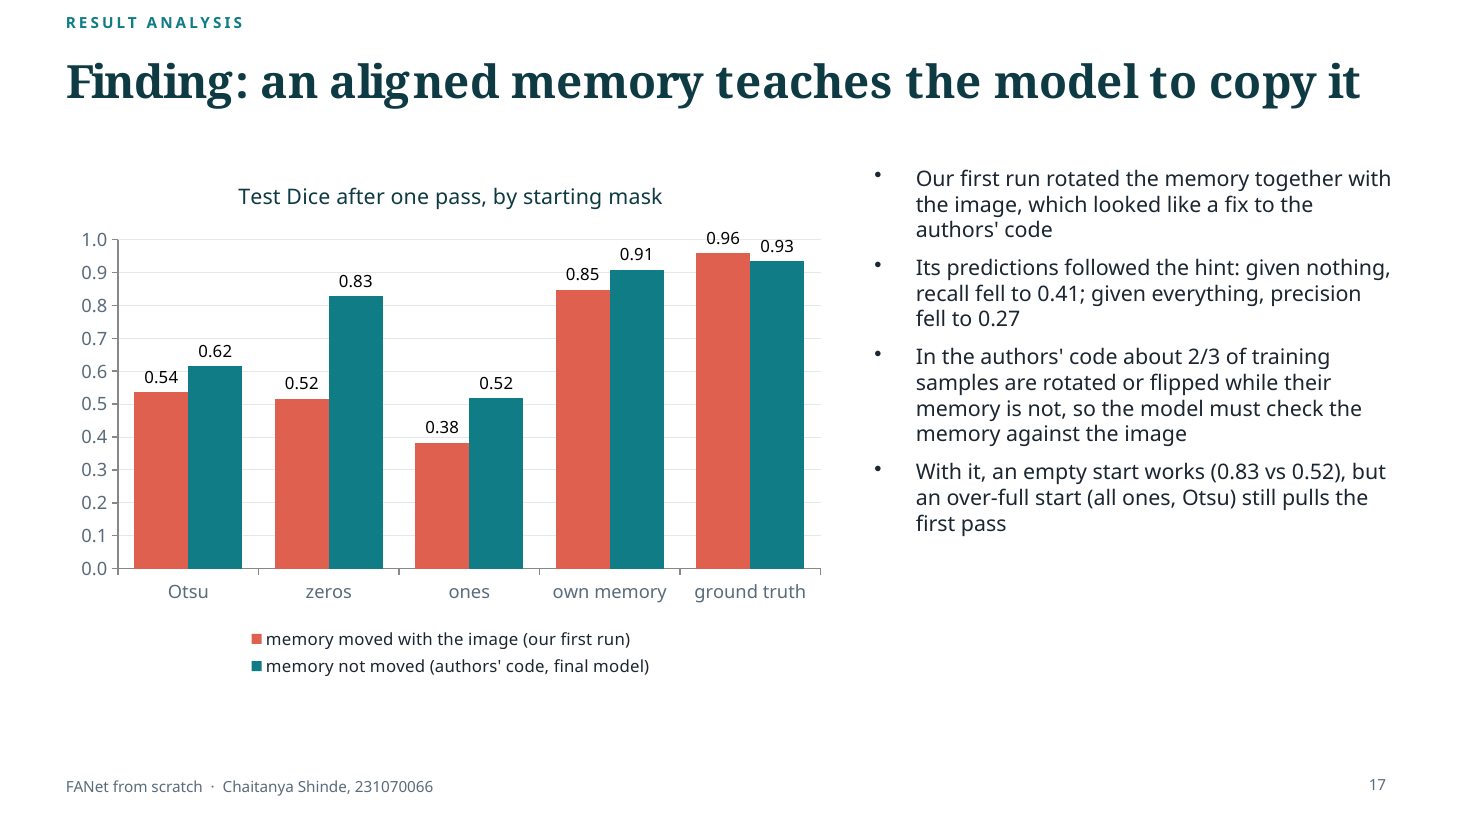 RESULT ANALYSIS
Finding: an aligned memory teaches the model to copy it
Test Dice after one pass, by starting mask
1.0
0.9
0.8
0.7
0.6
0.5
0.4
0.3
0.2
0.1
0.0
0.54
0.62
0.52
0.83
0.38
0.52
0.85
0.91
0.96
0.93
Otsu
zeros
ones
own memory
ground truth
memory moved with the image (our first run)
memory not moved (authors' code, final model)
• Our first run rotated the memory together with
the image, which looked like a fix to the
authors' code
• Its predictions followed the hint: given nothing,
recall fell to 0.41; given everything, precision
fell to 0.27
• In the authors' code about 2/3 of training
samples are rotated or flipped while their
memory is not, so the model must check the
memory against the image
• With it, an empty start works (0.83 vs 0.52), but
an over-full start (all ones, Otsu) still pulls the
first pass
FANet from scratch · Chaitanya Shinde, 231070066
17